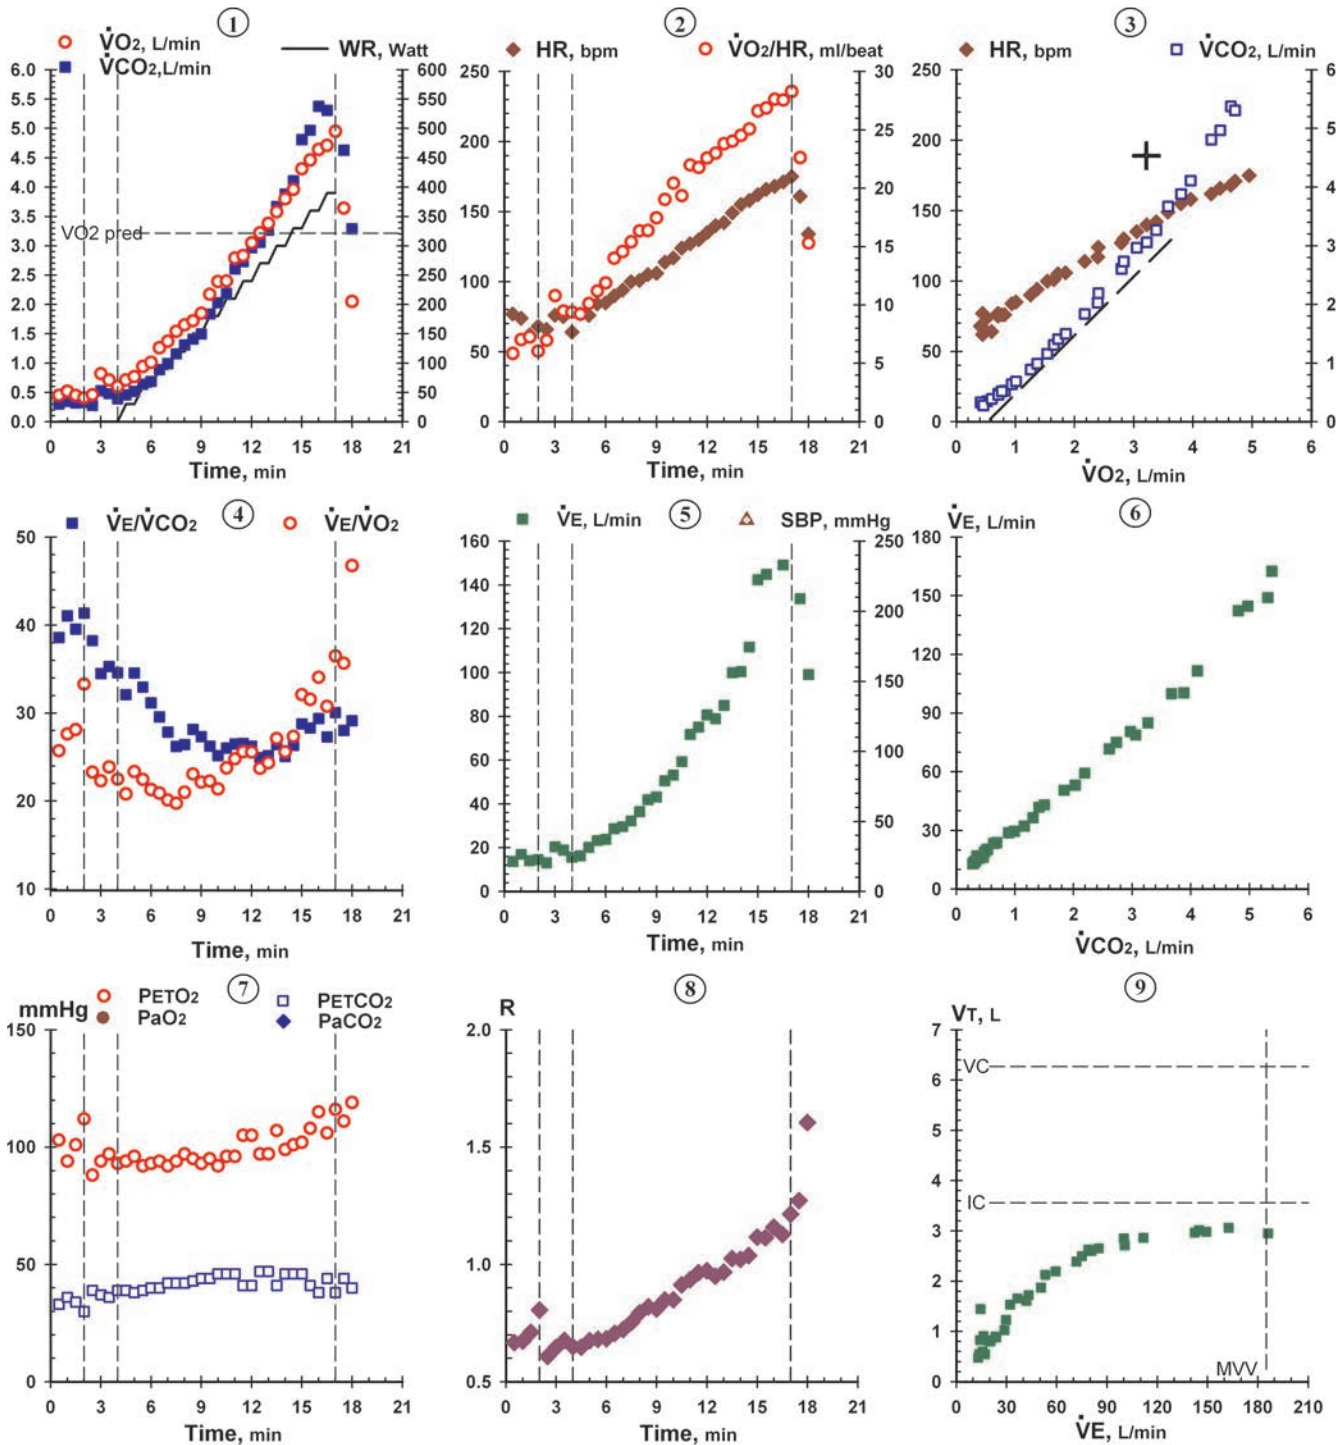 1
V̇O2, L/min
V̇CO2,L/min
WR, Watt
6.0 5.5 5.0 4.5 4.0 3.5 3.0 2.5 2.0 1.5 1.0 0.5 0.0
600 550 500 450 400 350 300 250 200 150 100 50 0
VO2 pred
0 3 6 9 12 15 18 21
Time, min
2
HR, bpm
V̇O2/HR, ml/beat
250 200 150 100 50 0
30 25 20 15 10 5 0
0 3 6 9 12 15 18 21
Time, min
3
HR, bpm
V̇CO2, L/min
250 200 150 100 50 0
6 5 4 3 2 1 0
0 1 2 3 4 5 6
V̇O2, L/min
4
V̇E/V̇CO2
V̇E/V̇O2
50 40 30 20 10
0 3 6 9 12 15 18 21
Time, min
5
V̇E, L/min
SBP, mmHg
160 140 120 100 80 60 40 20 0
250 200 150 100 50 0
0 3 6 9 12 15 18 21
Time, min
6
V̇E, L/min
180 150 120 90 60 30 0
0 1 2 3 4 5 6
V̇CO2, L/min
7
mmHg
PETO2
PaO2
PETCO2
PaCO2
150 100 50 0
0 3 6 9 12 15 18 21
Time, min
8
R
2.0 1.5 1.0 0.5
0 3 6 9 12 15 18 21
Time, min
9
VT, L
7 6 5 4 3 2 1 0
VC
IC
MVV
0 30 60 90 120 150 180 210
V̇E, L/min